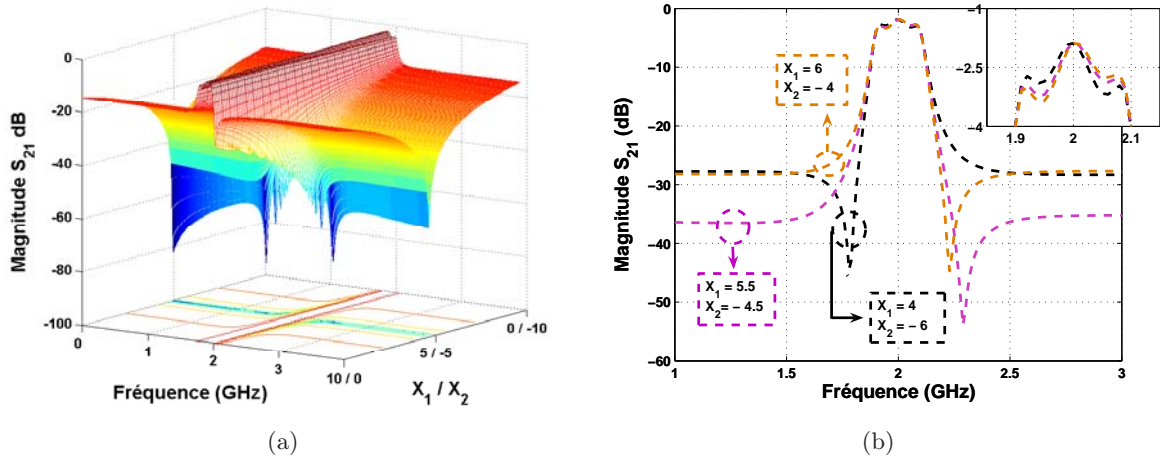 0
-20
-40
-60
-80
-100
Magnitude S21 dB
0
1
2
3
10 / 0
5 / -5
0 / -10
Fréquence (GHz)
X1 / X2
(a)
0
−10
−20
−30
−40
−50
−60
Magnitude S21 (dB)
1
1.5
2
2.5
3
Fréquence (GHz)
X1 = 6
X2 = − 4
X1 = 5.5
X2 = − 4.5
X1 = 4
X2 = − 6
−1
−2.5
−4
1.9
2
2.1
(b)